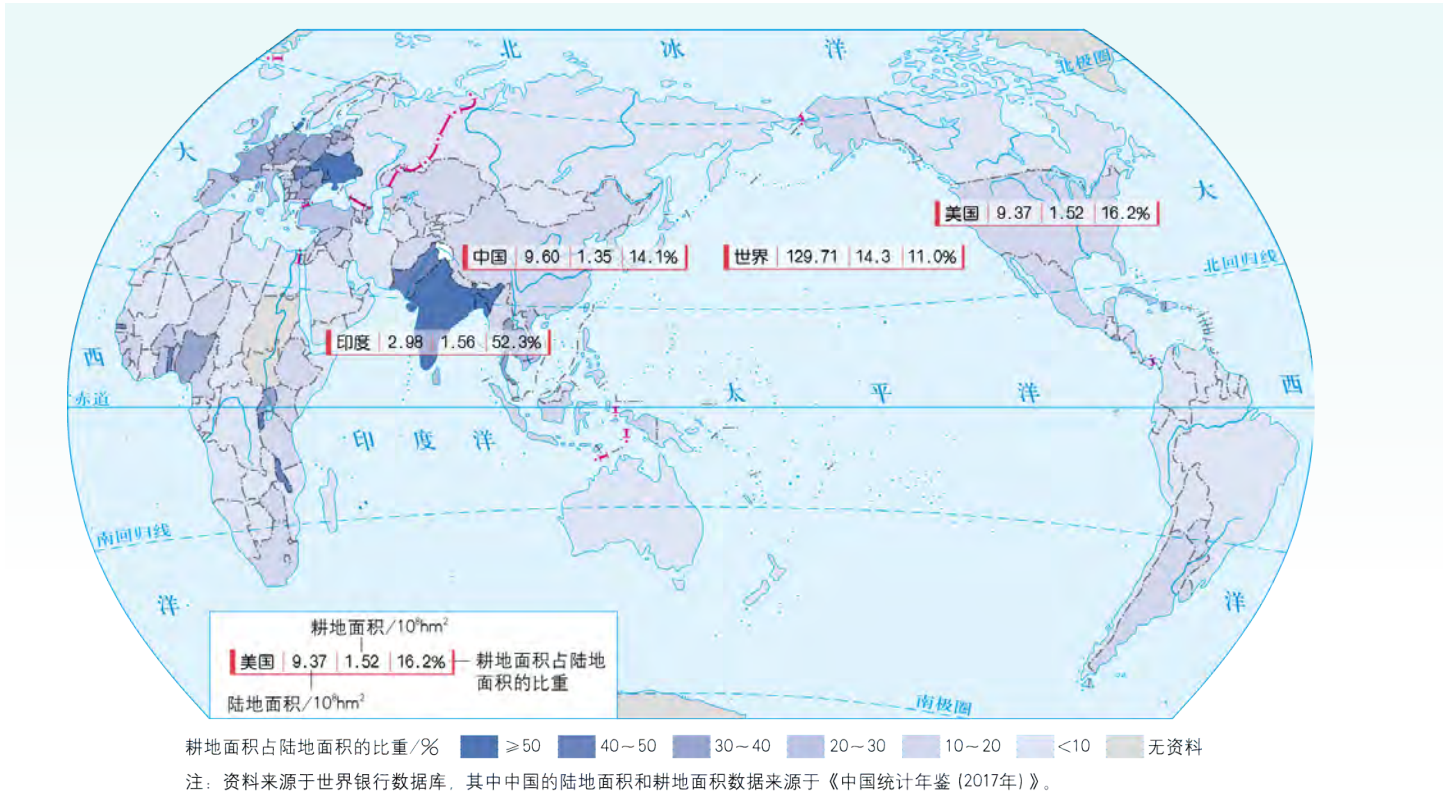 北 冰 洋
北极圈
大
大
美国 9.37 1.52 16.2%
中国 9.60 1.35 14.1%
世界 129.71 14.3 11.0%
北回归线
印度 2.98 1.56 52.3%
西
西
赤道
太 平 洋
印 度 洋
南回归线
洋
洋
耕地面积/10⁸hm²
美国 9.37 1.52 16.2%
耕地面积占陆地
面积的比重
陆地面积/10⁸hm²
南极圈
耕地面积占陆地面积的比重/% ≥50 40~50 30~40 20~30 10~20 <10 无资料
注：资料来源于世界银行数据库，其中中国的陆地面积和耕地面积数据来源于《中国统计年鉴（2017年）》。